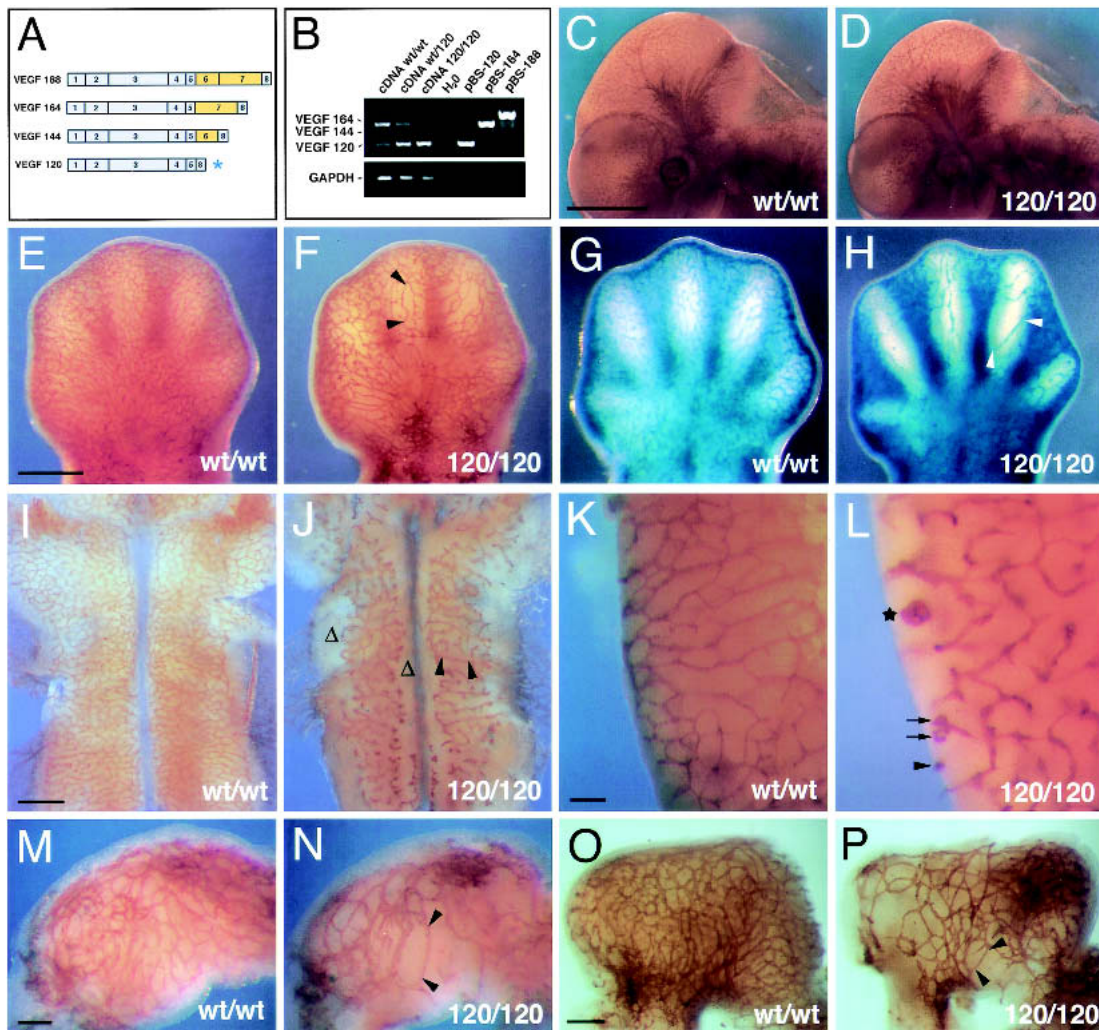 A
VEGF 188 1 2 3 4 5 6 7 8
VEGF 164 1 2 3 4 5 7 8
VEGF 144 1 2 3 4 5 6 8
VEGF 120 1 2 3 4 5 8 *
B
cDNA wt/wt
cDNA wt/120
cDNA 120/120
H₂0
pBS-120
pBS-164
pBS-188
VEGF 164
VEGF 144
VEGF 120
GAPDH
C
wt/wt
D
120/120
E
wt/wt
F
120/120
G
wt/wt
H
120/120
I
wt/wt
J
Δ
Δ
120/120
K
wt/wt
L
120/120
M
wt/wt
N
120/120
O
wt/wt
P
120/120